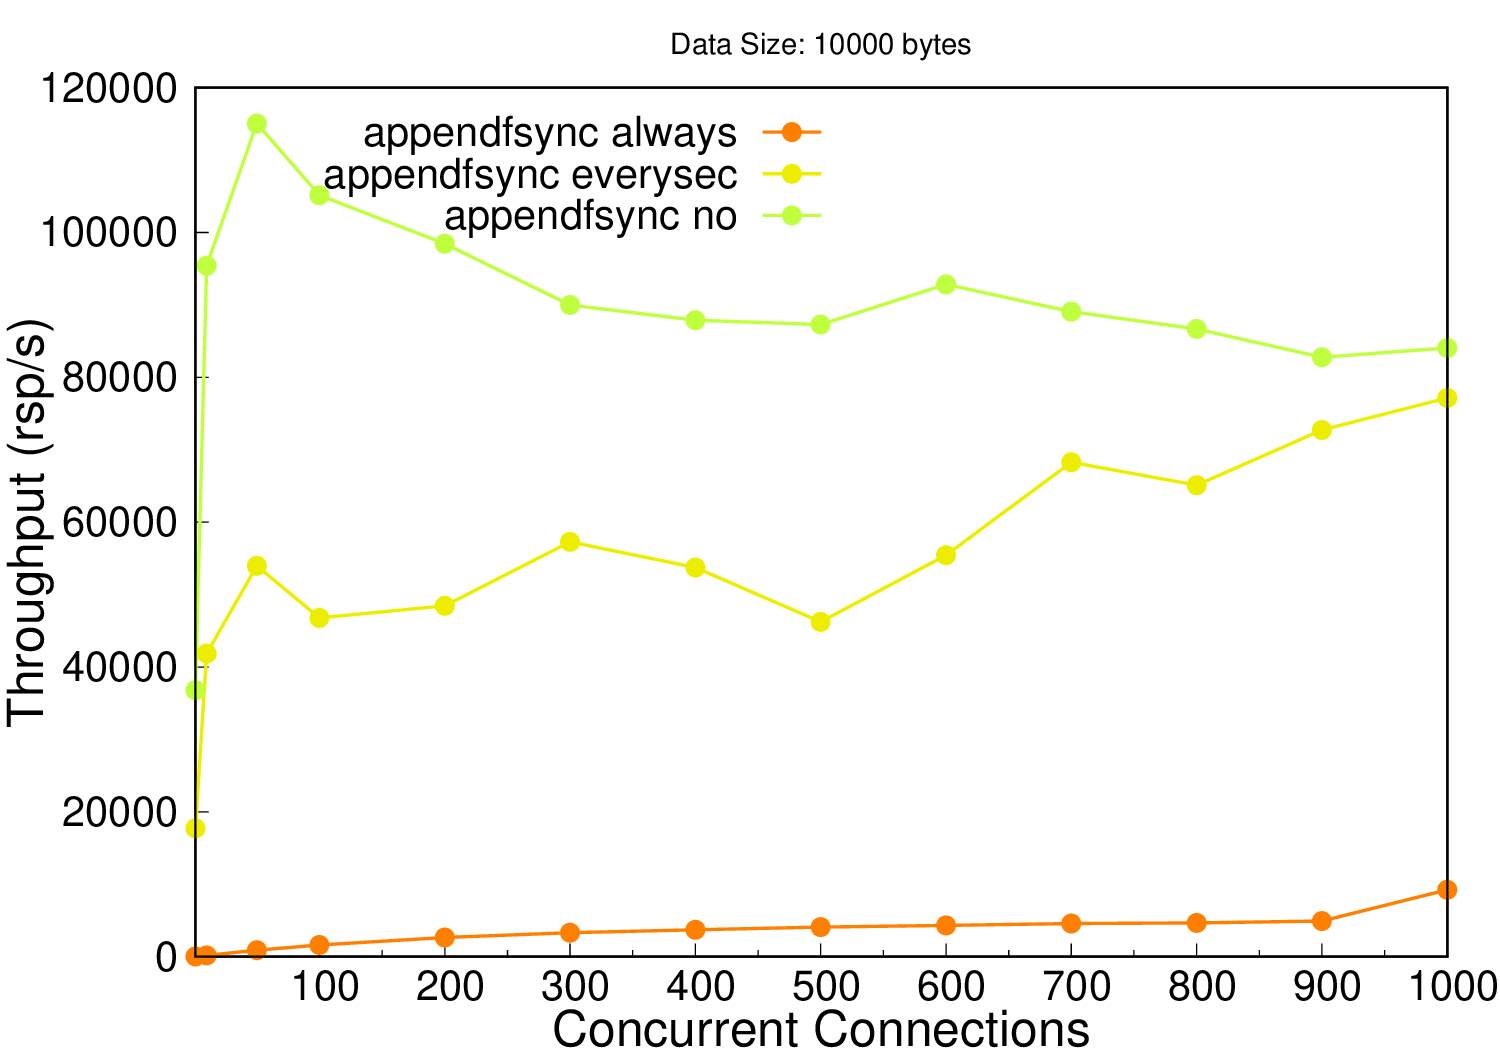 Data Size: 10000 bytes
120000
100000
80000
60000
40000
20000
0
appendfsync always
appendfsync everysec
appendfsync no
Throughput (rsp/s)
100 200 300 400 500 600 700 800 900 1000
Concurrent Connections